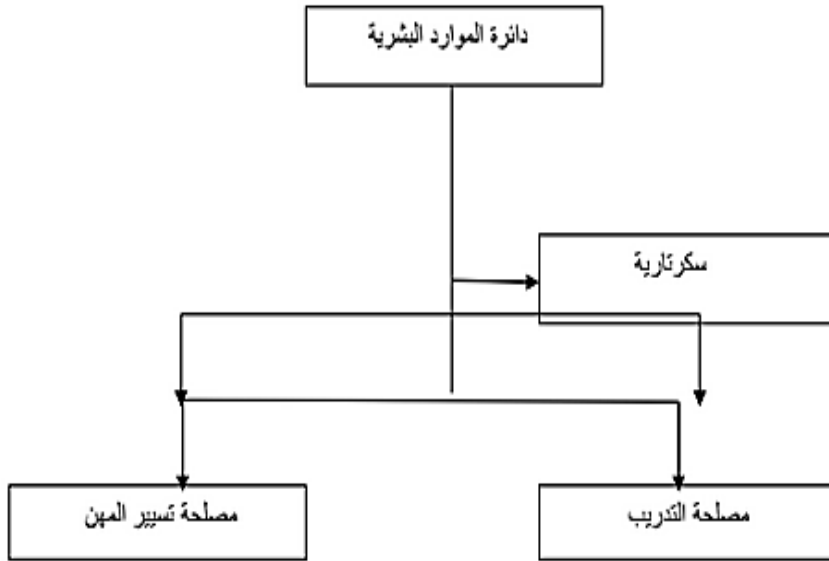 دائرة الموارد البشرية
سكرتارية
مصلحة التدريب
مصلحة تسيير المهن